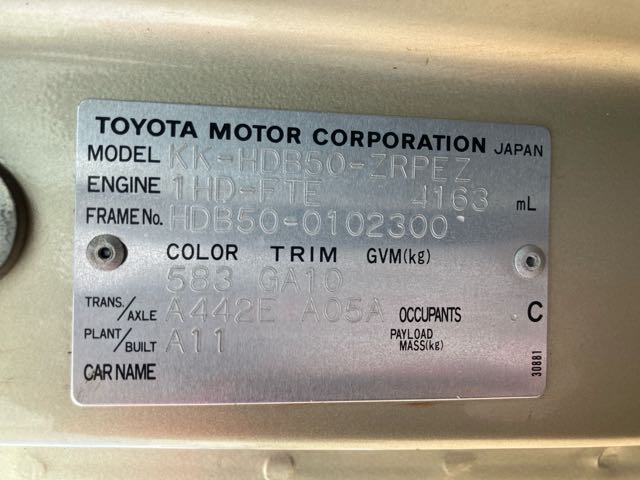 TOYOTA MOTOR CORPORATION JAPAN
MODEL KK-HDB50-ZRPEZ
ENGINE 1HD-FTE 4163 mL
FRAME No. HDB50-0102300
COLOR TRIM GVM(kg)
583 GA10
TRANS./AXLE A442E A05A OCCUPANTS C
PLANT/BUILT A11 PAYLOAD MASS(kg)
CAR NAME
30881